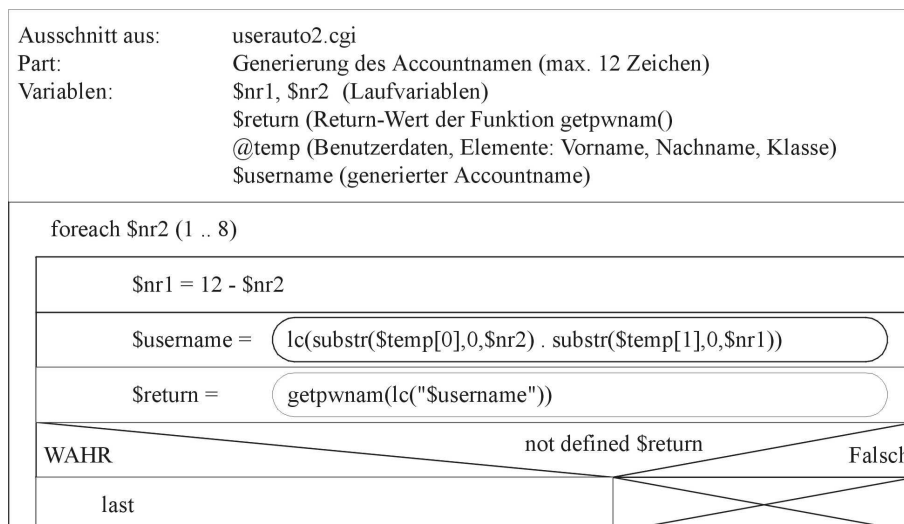 Ausschnitt aus: userauto2.cgi
Part: Generierung des Accountnamen (max. 12 Zeichen)
Variablen: $nr1, $nr2 (Laufvariablen)
$return (Return-Wert der Funktion getpwnam()
@temp (Benutzerdaten, Elemente: Vorname, Nachname, Klasse)
$username (generierter Accountname)
foreach $nr2 (1 .. 8)
$nr1 = 12 - $nr2
$username = lc(substr($temp[0],0,$nr2) . substr($temp[1],0,$nr1))
$return = getpwnam(lc("$username"))
not defined $return
WAHR Falsch
last